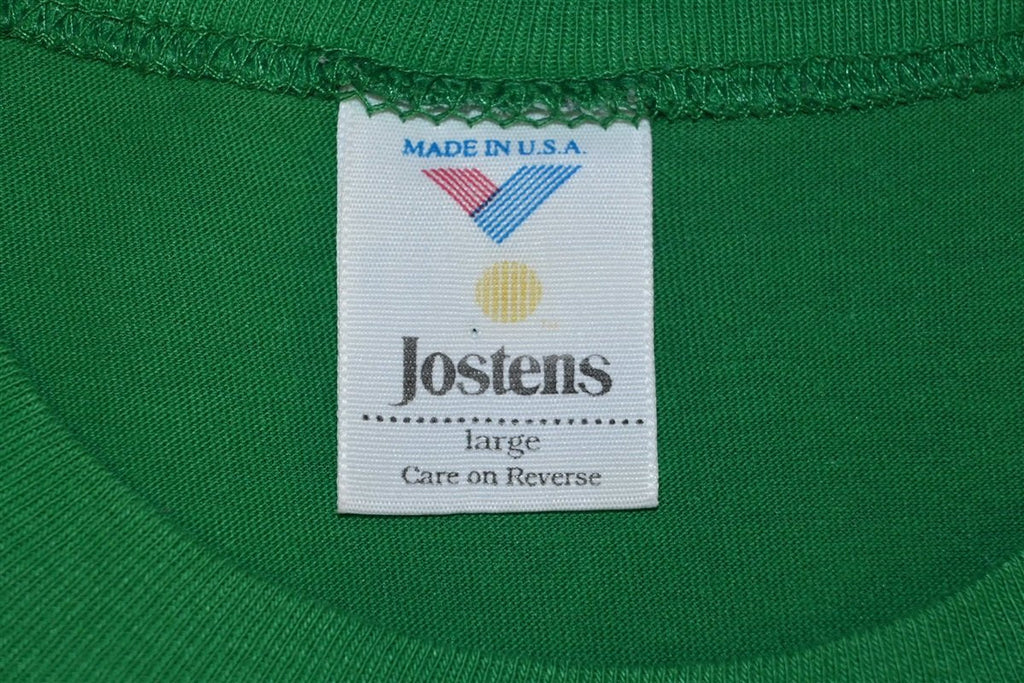 MADE IN U.S.A.
Jostens
large
Care on Reverse